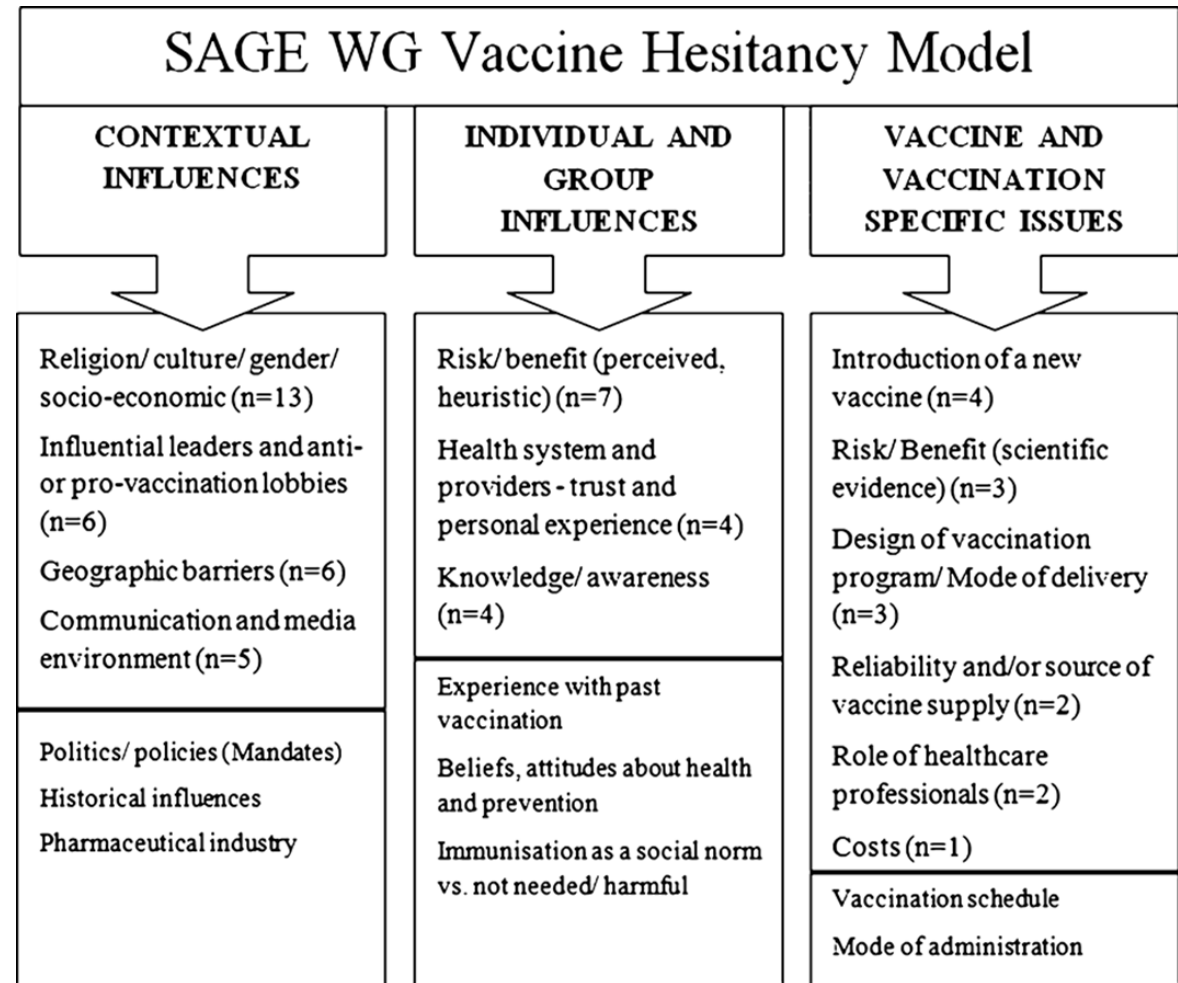 SAGE WG Vaccine Hesitancy Model
CONTEXTUAL
INFLUENCES
Religion/ culture/ gender/
socio-economic (n=13)
Influential leaders and anti-
or pro-vaccination lobbies
(n=6)
Geographic barriers (n=6)
Communication and media
environment (n=5)
Politics/ policies (Mandates)
Historical influences
Pharmaceutical industry
INDIVIDUAL AND
GROUP
INFLUENCES
Risk/ benefit (perceived,
heuristic) (n=7)
Health system and
providers - trust and
personal experience (n=4)
Knowledge/ awareness
(n=4)
Experience with past
vaccination
Beliefs, attitudes about health
and prevention
Immunisation as a social norm
vs. not needed/ harmful
VACCINE AND
VACCINATION
SPECIFIC ISSUES
Introduction of a new
vaccine (n=4)
Risk/ Benefit (scientific
evidence) (n=3)
Design of vaccination
program/ Mode of delivery
(n=3)
Reliability and/or source of
vaccine supply (n=2)
Role of healthcare
professionals (n=2)
Costs (n=1)
Vaccination schedule
Mode of administration